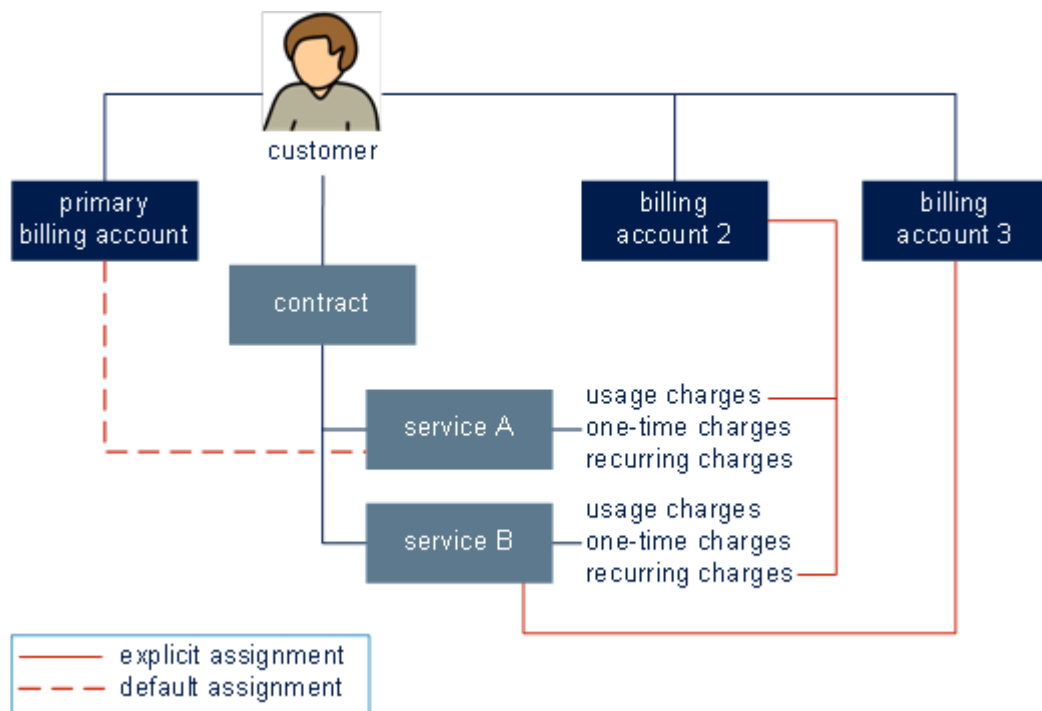 customer
primary
billing account
billing
account 2
billing
account 3
contract
service A
usage charges
one-time charges
recurring charges
service B
usage charges
one-time charges
recurring charges
explicit assignment
default assignment